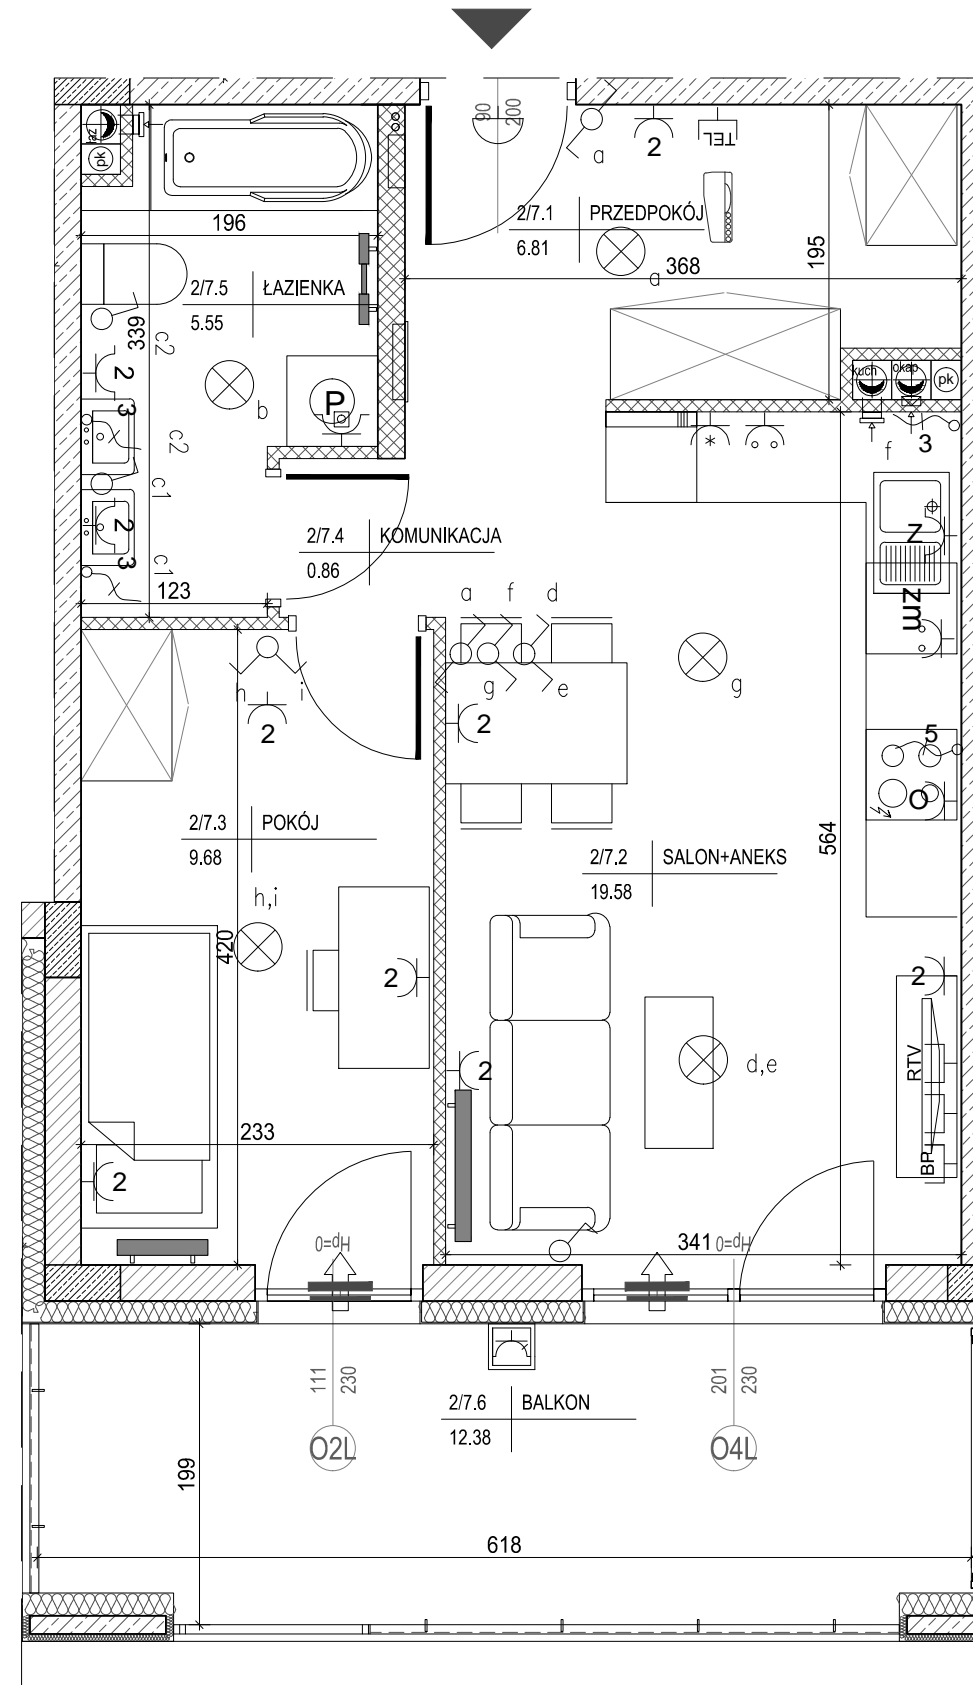 90
200
łaz
pk
a
2
TEL
2/7.1 PRZEDPOKÓJ
6.81
a
368
195
196
2/7.5 ŁAZIENKA
5.55
339
c2
2
3
b
P
c2
c1
2
3
c1
123
kuch
okap
pk
*
f
3
Z
zm
2/7.4 KOMUNIKACJA
0.86
a f d
g e
h i
2
2
g
5
O
2/7.3 POKÓJ
9.68
h,i
420
2
2/7.2 SALON+ANEKS
19.58
564
2
RTV
BP
2
d,e
233
2
341
Hp=0
Hp=0
111
230
201
230
O2L
O4L
2/7.6 BALKON
12.38
199
618